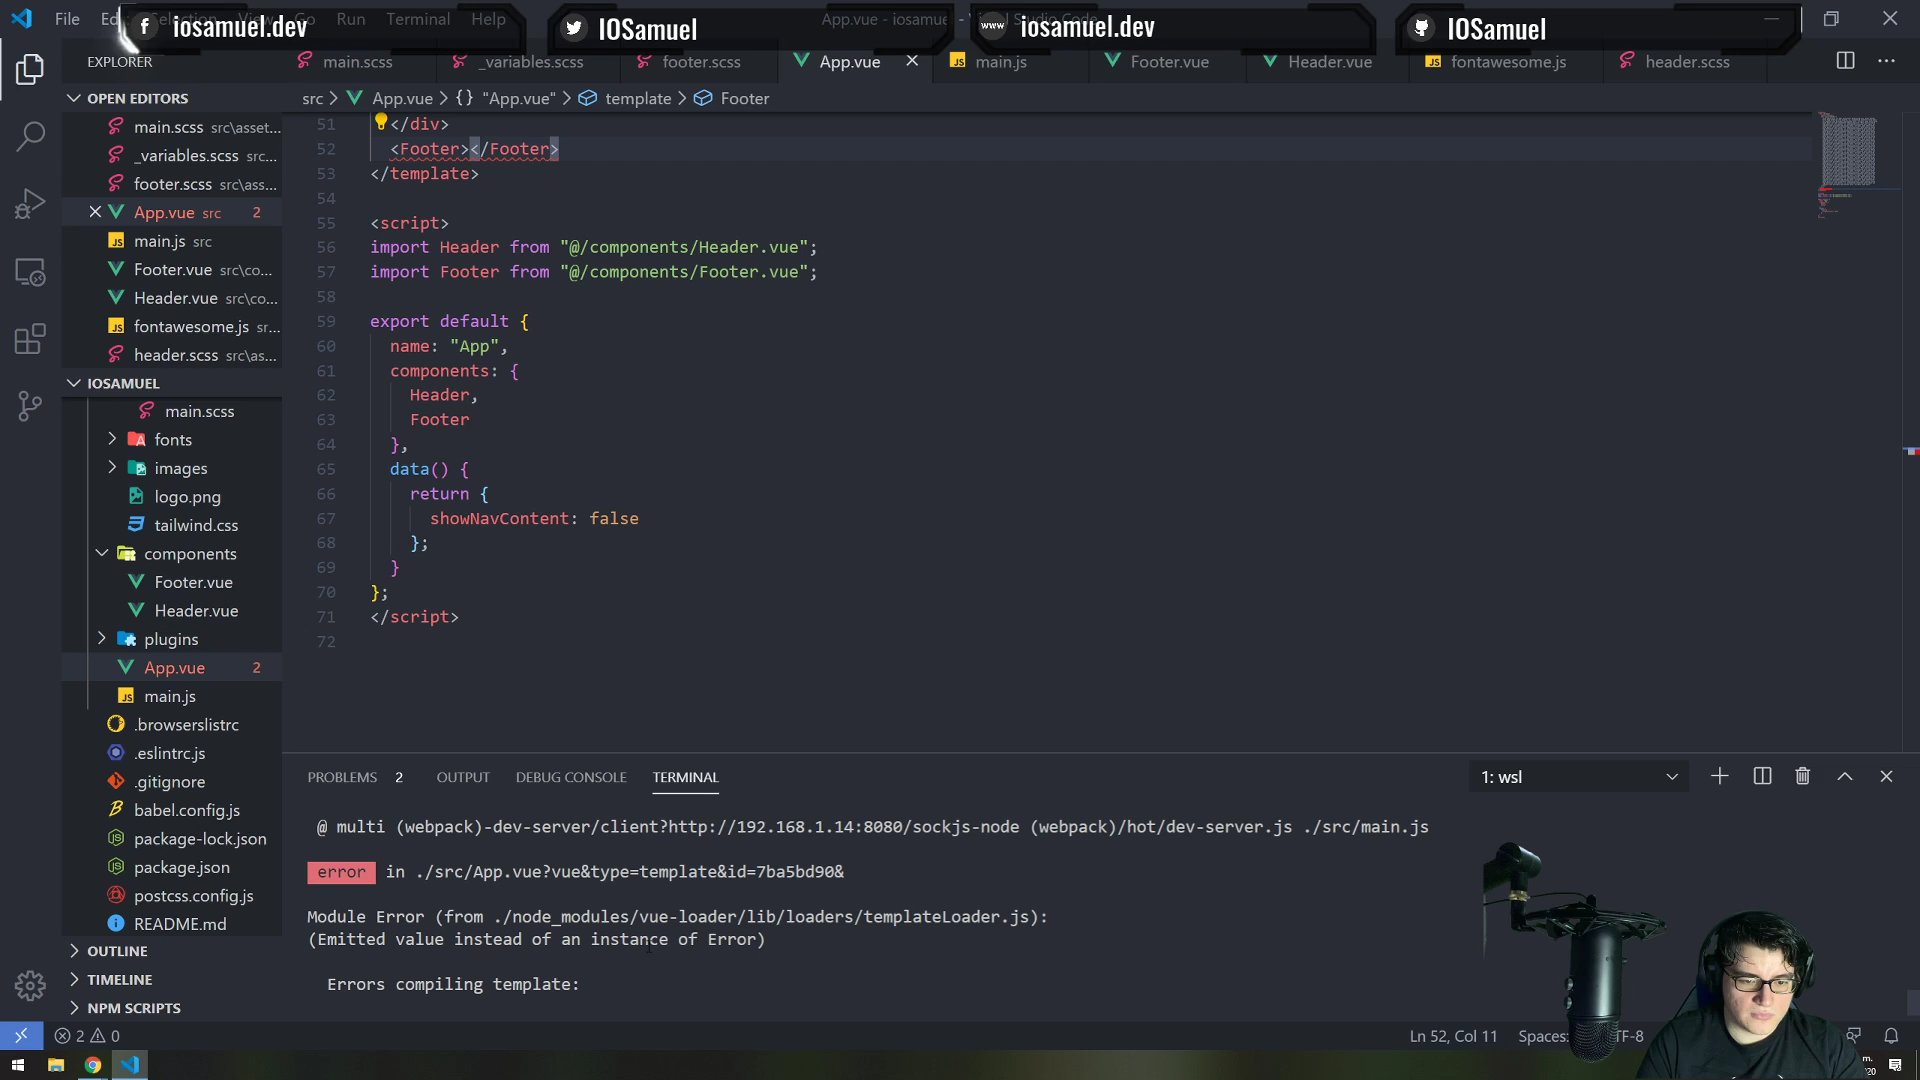 File Ed Selection View Go Run Terminal Help App.vue - iosamuel - Visual Studio Code
iosamuel.dev IOSamuel iosamuel.dev IOSamuel
EXPLORER
main.scss _variables.scss footer.scss App.vue main.js Footer.vue Header.vue fontawesome.js header.scss
src > App.vue > {} "App.vue" > template > Footer
OPEN EDITORS
main.scss src\asset...
_variables.scss src...
footer.scss src\ass...
App.vue src 2
main.js src
Footer.vue src\co...
Header.vue src\co...
fontawesome.js sr...
header.scss src\as...
IOSAMUEL
main.scss
fonts
images
logo.png
tailwind.css
components
Footer.vue
Header.vue
plugins
App.vue 2
main.js
.browserslistrc
.eslintrc.js
.gitignore
babel.config.js
package-lock.json
package.json
postcss.config.js
README.md
OUTLINE
TIMELINE
NPM SCRIPTS
51 </div>
52 <Footer></Footer>
53 </template>
54
55 <script>
56 import Header from "@/components/Header.vue";
57 import Footer from "@/components/Footer.vue";
58
59 export default {
60 name: "App",
61 components: {
62 Header,
63 Footer
64 },
65 data() {
66 return {
67 showNavContent: false
68 };
69 }
70 };
71 </script>
72
PROBLEMS 2 OUTPUT DEBUG CONSOLE TERMINAL 1: wsl
@ multi (webpack)-dev-server/client?http://192.168.1.14:8080/sockjs-node (webpack)/hot/dev-server.js ./src/main.js
error in ./src/App.vue?vue&type=template&id=7ba5bd90&
Module Error (from ./node_modules/vue-loader/lib/loaders/templateLoader.js):
(Emitted value instead of an instance of Error)
Errors compiling template:
2 0 Ln 52, Col 11 Spaces: TF-8